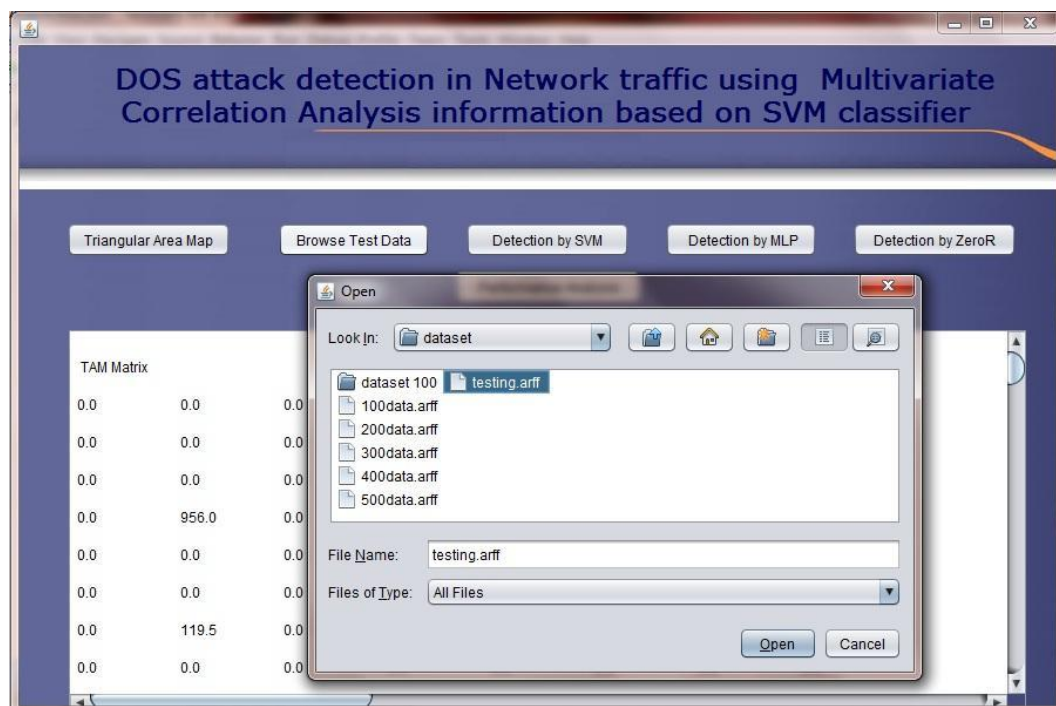 DOS attack detection in Network traffic using Multivariate
Correlation Analysis information based on SVM classifier
Triangular Area Map
Browse Test Data
Detection by SVM
Detection by MLP
Detection by ZeroR
Open
Look In:
dataset
dataset 100
testing.arff
100data.arff
200data.arff
300data.arff
400data.arff
500data.arff
File Name:
testing.arff
Files of Type:
All Files
Open
Cancel
TAM Matrix
0.0 0.0 0.0
0.0 0.0 0.0
0.0 0.0 0.0
0.0 956.0 0.0
0.0 0.0 0.0
0.0 0.0 0.0
0.0 119.5 0.0
0.0 0.0 0.0